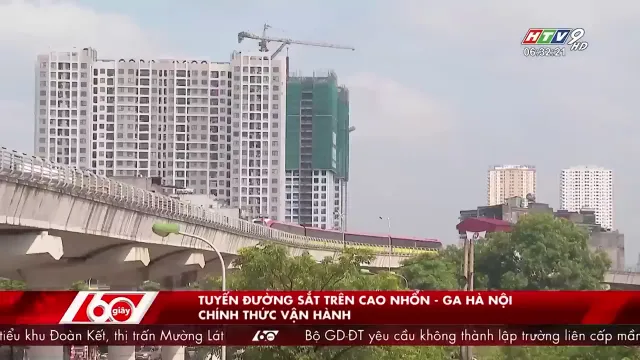 HTV9 HD
06:32:21
TUYẾN ĐƯỜNG SẮT TRÊN CAO NHỔN - GA HÀ NỘI
CHÍNH THỨC VẬN HÀNH
60 giây
tiểu khu Đoàn Kết, thị trấn Mường Lát 60 giây Bộ GD-ĐT yêu cầu không thành lập trường liên cấp mầ